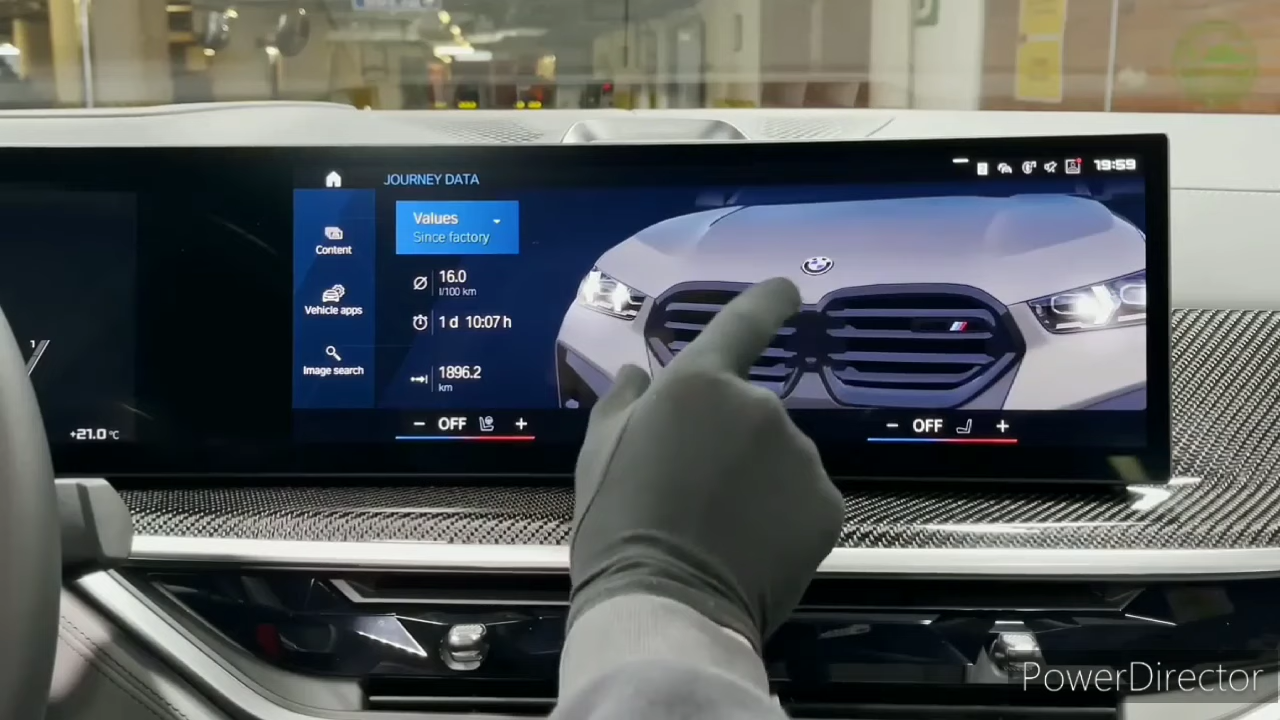 JOURNEY DATA
19:59
Values
Since factory
Content
16.0
l/100 km
Vehicle apps
1 d 10:07 h
Image search
1896.2
km
+21.0 °C
- OFF +
- OFF +
PowerDirector